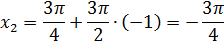 x₂ = 3π/4 + 3π/2 · (−1) = −3π/4